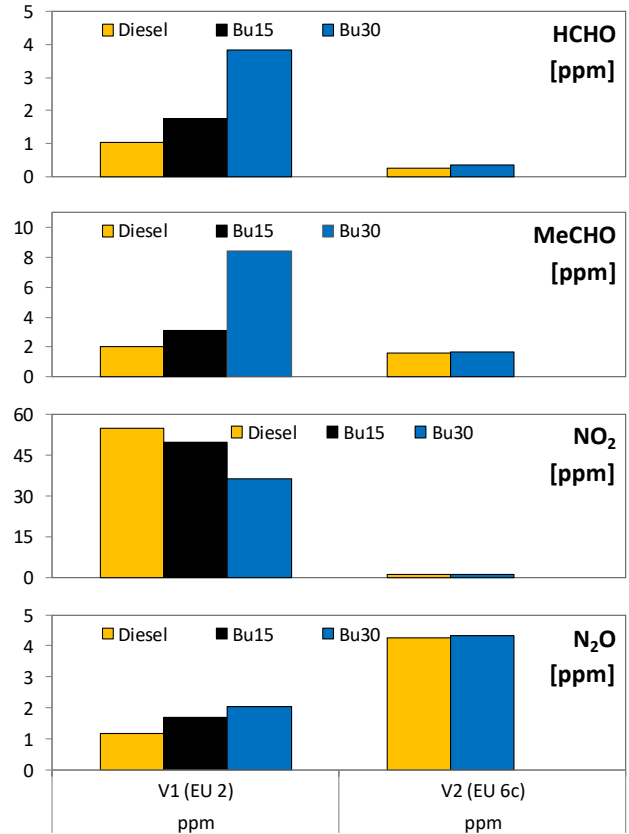 5
4
3
2
1
0
Diesel Bu15 Bu30
HCHO
[ppm]
10
8
6
4
2
0
Diesel Bu15 Bu30
MeCHO
[ppm]
60
45
30
15
0
Diesel Bu15 Bu30
NO₂
[ppm]
5
4
3
2
1
0
Diesel Bu15 Bu30
N₂O
[ppm]
V1 (EU 2) V2 (EU 6c)
ppm ppm